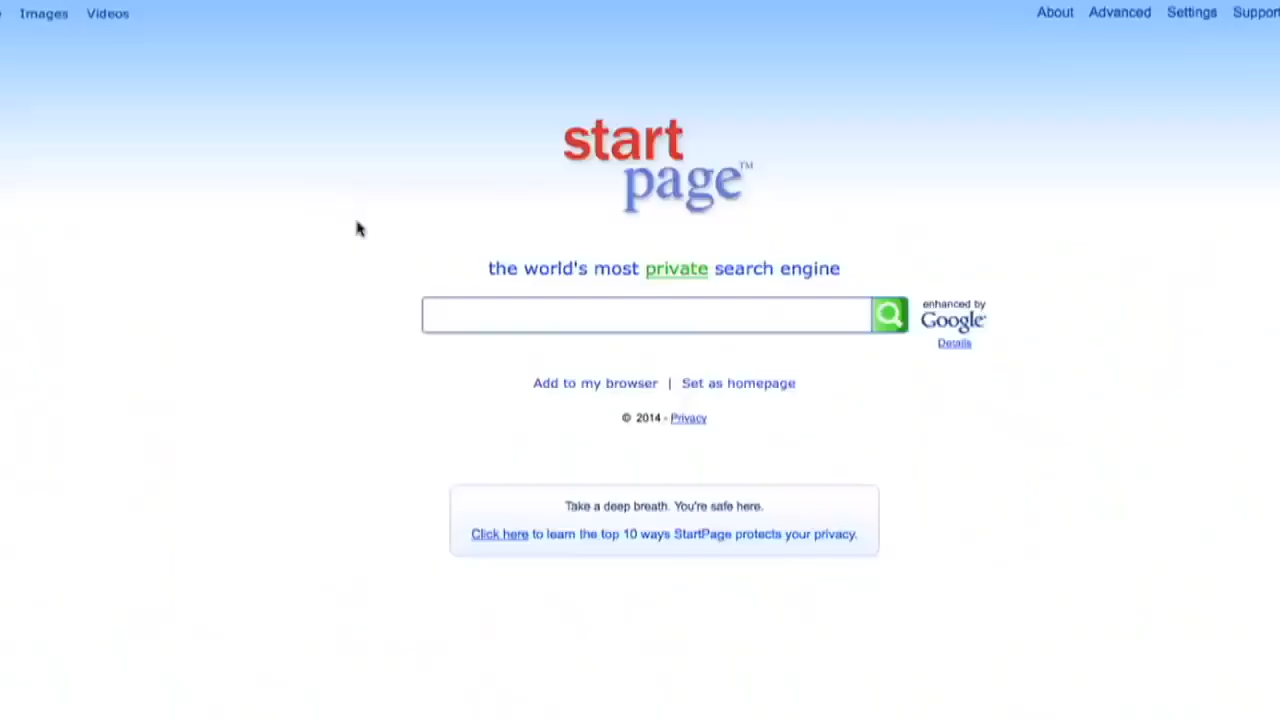 Images Videos About Advanced Settings Support
start
page™
the world's most private search engine
enhanced by
Google
Details
Add to my browser | Set as homepage
© 2014 - Privacy
Take a deep breath. You're safe here.
Click here to learn the top 10 ways StartPage protects your privacy.